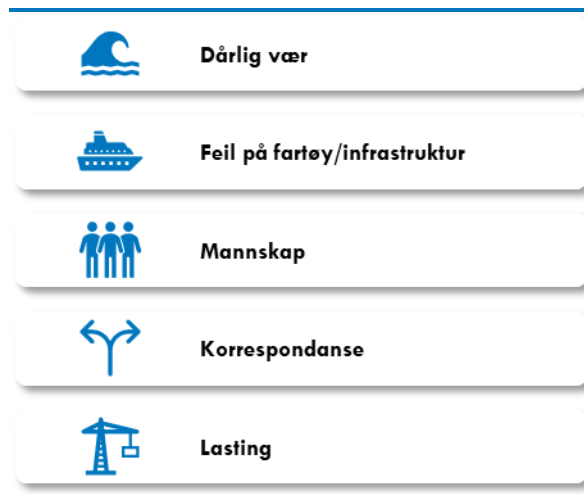 Dårlig vær
Feil på fartøy/infrastruktur
Mannskap
Korrespondanse
Lasting